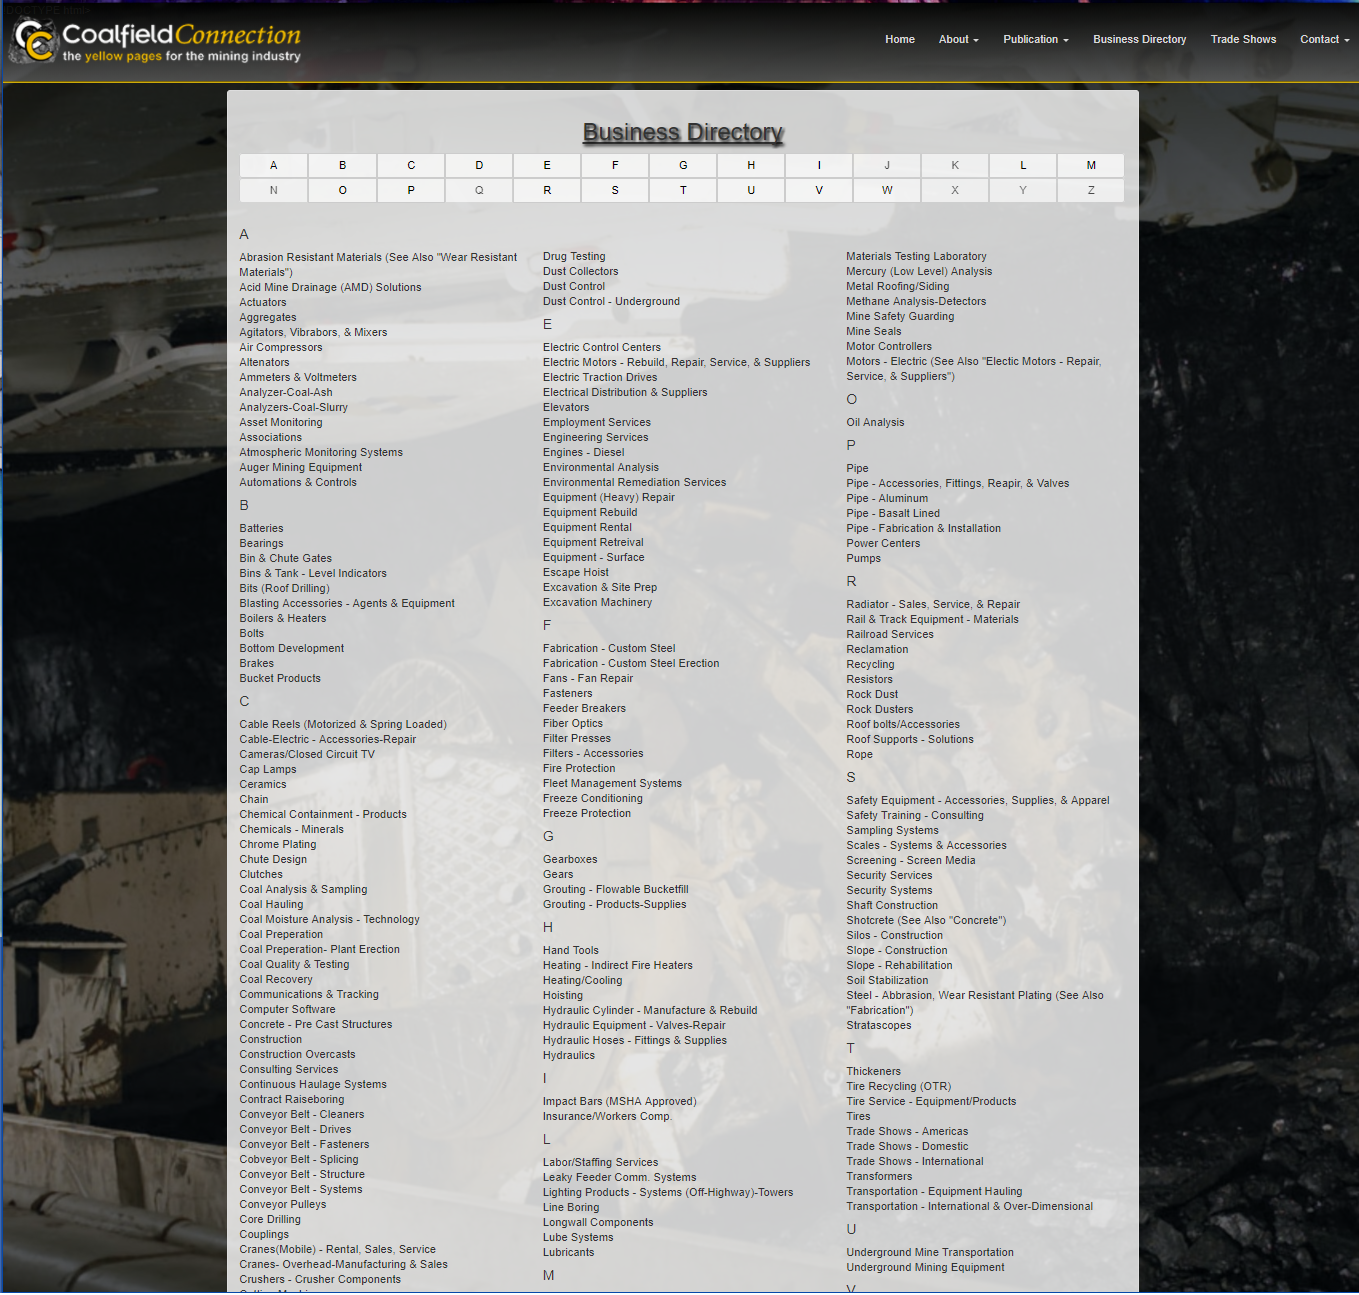 CoalfieldConnection
the yellow pages for the mining industry
Home
About
Publication
Business Directory
Trade Shows
Contact
Business Directory
A B C D E F G H I J K L M
N O P Q R S T U V W X Y Z
A
Abrasion Resistant Materials (See Also "Wear Resistant
Materials")
Acid Mine Drainage (AMD) Solutions
Actuators
Aggregates
Agitators, Vibrabors, & Mixers
Air Compressors
Altenators
Ammeters & Voltmeters
Analyzer-Coal-Ash
Analyzers-Coal-Slurry
Asset Monitoring
Associations
Atmospheric Monitoring Systems
Auger Mining Equipment
Automations & Controls
B
Batteries
Bearings
Bin & Chute Gates
Bins & Tank - Level Indicators
Bits (Roof Drilling)
Blasting Accessories - Agents & Equipment
Boilers & Heaters
Bolts
Bottom Development
Brakes
Bucket Products
C
Cable Reels (Motorized & Spring Loaded)
Cable-Electric - Accessories-Repair
Cameras/Closed Circuit TV
Cap Lamps
Ceramics
Chain
Chemical Containment - Products
Chemicals - Minerals
Chrome Plating
Chute Design
Clutches
Coal Analysis & Sampling
Coal Hauling
Coal Moisture Analysis - Technology
Coal Preperation
Coal Preperation- Plant Erection
Coal Quality & Testing
Coal Recovery
Communications & Tracking
Computer Software
Concrete - Pre Cast Structures
Construction
Construction Overcasts
Consulting Services
Continuous Haulage Systems
Contract Raiseboring
Conveyor Belt - Cleaners
Conveyor Belt - Drives
Conveyor Belt - Fasteners
Cobveyor Belt - Splicing
Conveyor Belt - Structure
Conveyor Belt - Systems
Conveyor Pulleys
Core Drilling
Couplings
Cranes(Mobile) - Rental, Sales, Service
Cranes- Overhead-Manufacturing & Sales
Crushers - Crusher Components
Drug Testing
Dust Collectors
Dust Control
Dust Control - Underground
E
Electric Control Centers
Electric Motors - Rebuild, Repair, Service, & Suppliers
Electric Traction Drives
Electrical Distribution & Suppliers
Elevators
Employment Services
Engineering Services
Engines - Diesel
Environmental Analysis
Environmental Remediation Services
Equipment (Heavy) Repair
Equipment Rebuild
Equipment Rental
Equipment Retreival
Equipment - Surface
Escape Hoist
Excavation & Site Prep
Excavation Machinery
F
Fabrication - Custom Steel
Fabrication - Custom Steel Erection
Fans - Fan Repair
Fasteners
Feeder Breakers
Fiber Optics
Filter Presses
Filters - Accessories
Fire Protection
Fleet Management Systems
Freeze Conditioning
Freeze Protection
G
Gearboxes
Gears
Grouting - Flowable Bucketfill
Grouting - Products-Supplies
H
Hand Tools
Heating - Indirect Fire Heaters
Heating/Cooling
Hoisting
Hydraulic Cylinder - Manufacture & Rebuild
Hydraulic Equipment - Valves-Repair
Hydraulic Hoses - Fittings & Supplies
Hydraulics
I
Impact Bars (MSHA Approved)
Insurance/Workers Comp.
L
Labor/Staffing Services
Leaky Feeder Comm. Systems
Lighting Products - Systems (Off-Highway)-Towers
Line Boring
Longwall Components
Lube Systems
Lubricants
M
Materials Testing Laboratory
Mercury (Low Level) Analysis
Metal Roofing/Siding
Methane Analysis-Detectors
Mine Safety Guarding
Mine Seals
Motor Controllers
Motors - Electric (See Also "Electic Motors - Repair,
Service, & Suppliers")
O
Oil Analysis
P
Pipe
Pipe - Accessories, Fittings, Reapir, & Valves
Pipe - Aluminum
Pipe - Basalt Lined
Pipe - Fabrication & Installation
Power Centers
Pumps
R
Radiator - Sales, Service, & Repair
Rail & Track Equipment - Materials
Railroad Services
Reclamation
Recycling
Resistors
Rock Dust
Rock Dusters
Roof bolts/Accessories
Roof Supports - Solutions
Rope
S
Safety Equipment - Accessories, Supplies, & Apparel
Safety Training - Consulting
Sampling Systems
Scales - Systems & Accessories
Screening - Screen Media
Security Services
Security Systems
Shaft Construction
Shotcrete (See Also "Concrete")
Silos - Construction
Slope - Construction
Slope - Rehabilitation
Soil Stabilization
Steel - Abbrasion, Wear Resistant Plating (See Also
"Fabrication")
Stratascopes
T
Thickeners
Tire Recycling (OTR)
Tire Service - Equipment/Products
Tires
Trade Shows - Americas
Trade Shows - Domestic
Trade Shows - International
Transformers
Transportation - Equipment Hauling
Transportation - International & Over-Dimensional
U
Underground Mine Transportation
Underground Mining Equipment
V